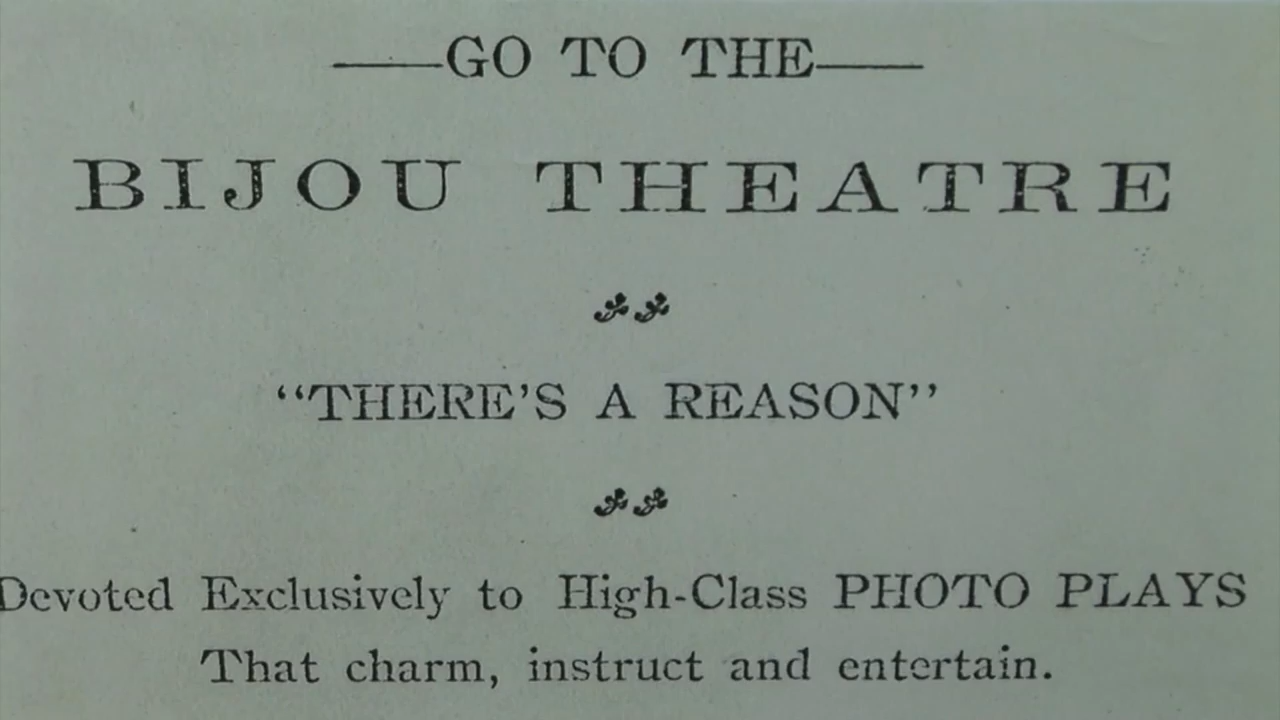 GO TO THE
BIJOU THEATRE
“THERE’S A REASON”
Devoted Exclusively to High-Class PHOTO PLAYS
That charm, instruct and entertain.